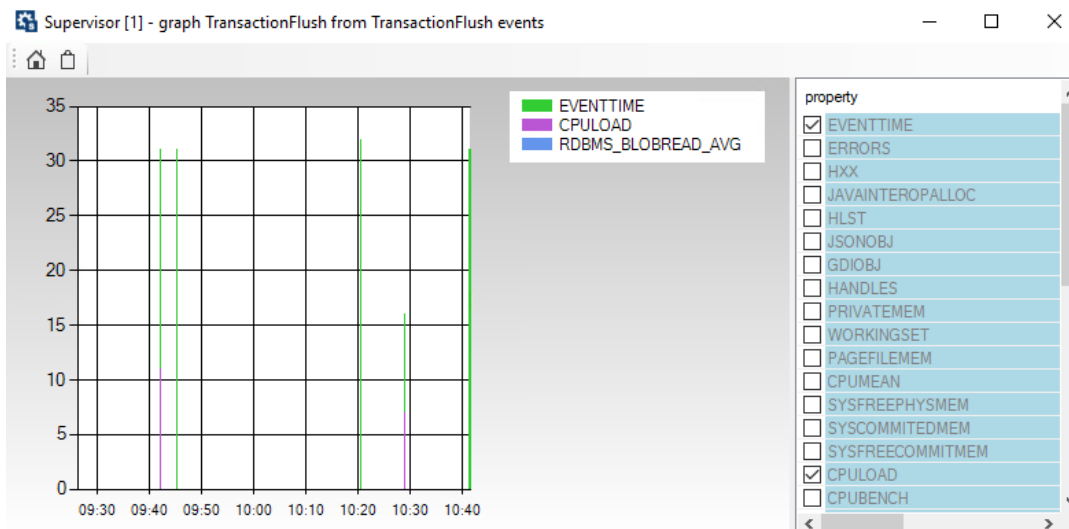 Supervisor [1] - graph TransactionFlush from TransactionFlush events
35
30
25
20
15
10
5
0
09:30 09:40 09:50 10:00 10:10 10:20 10:30 10:40
EVENTTIME
CPULOAD
RDBMS_BLOBREAD_AVG
property
EVENTTIME
ERRORS
HXX
JAVAINTEROPALLOC
HLST
JSONOBJ
GDIOBJ
HANDLES
PRIVATEMEM
WORKINGSET
PAGEFILEMEM
CPUMEAN
SYSFREEPHYSMEM
SYSCOMMITEDMEM
SYSFREECOMMITMEM
CPULOAD
CPUBENCH